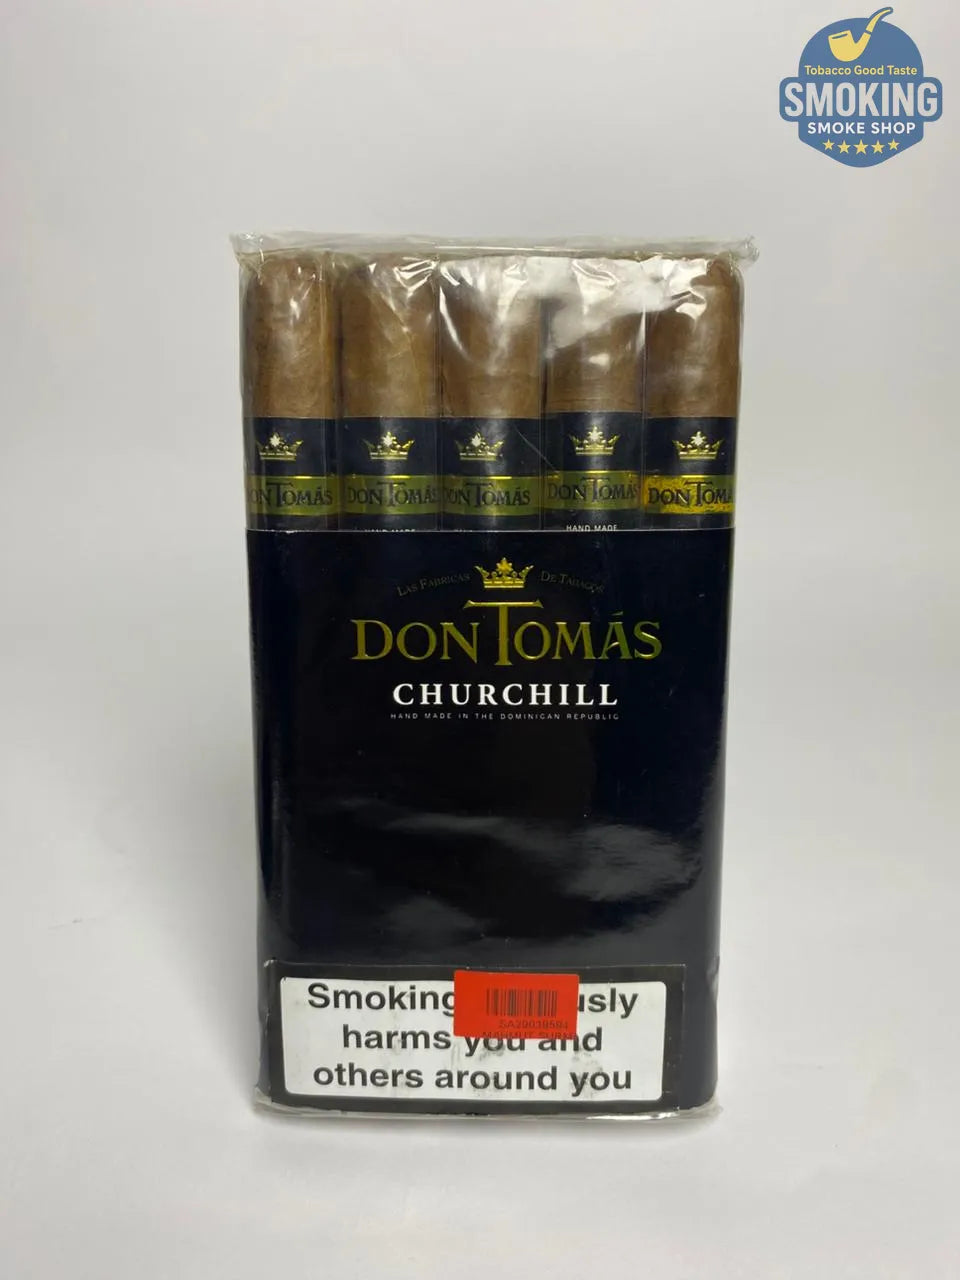 Tobacco Good Taste
SMOKING
SMOKE SHOP
DON TOMÁS
DON TOMÁS
DON TOMÁS
DON TOMÁS
DON TOMÁ
HAND MADE
HAND MADE
LAS FABRICAS DE TABACOS
DON TOMÁS
CHURCHILL
HAND MADE IN THE DOMINICAN REPUBLIC
Smoking usly
harms you and
others around you